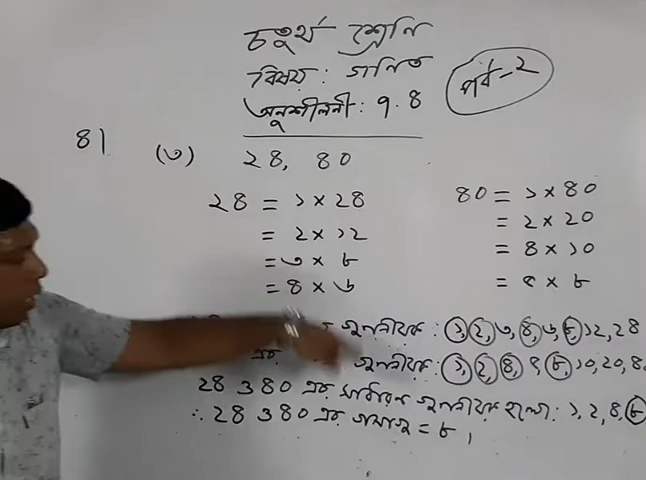 চতুর্থ শ্রেণি
বিষয় : গণিত
অনুশীলনী : ৭.৪
পর্ব-২
৪। (৩) ২৪, ৪০
২৪ = ১ × ২৪
= ২ × ১২
= ৩ × ৮
= ৪ × ৬
৪০ = ১ × ৪০
= ২ × ২০
= ৪ × ১০
= ৫ × ৮
গুণনীয়ক : ১, ২, ৩, ৪, ৬, ৮, ১২, ২৪
এর গুণনীয়ক : ১, ২, ৪, ৫, ৮, ১০, ২০, ৪০
২৪ ও ৪০ এর সাধারণ গুণনীয়ক হলো : ১, ২, ৪, ৮
∴ ২৪ ও ৪০ এর গসাগু = ৮,